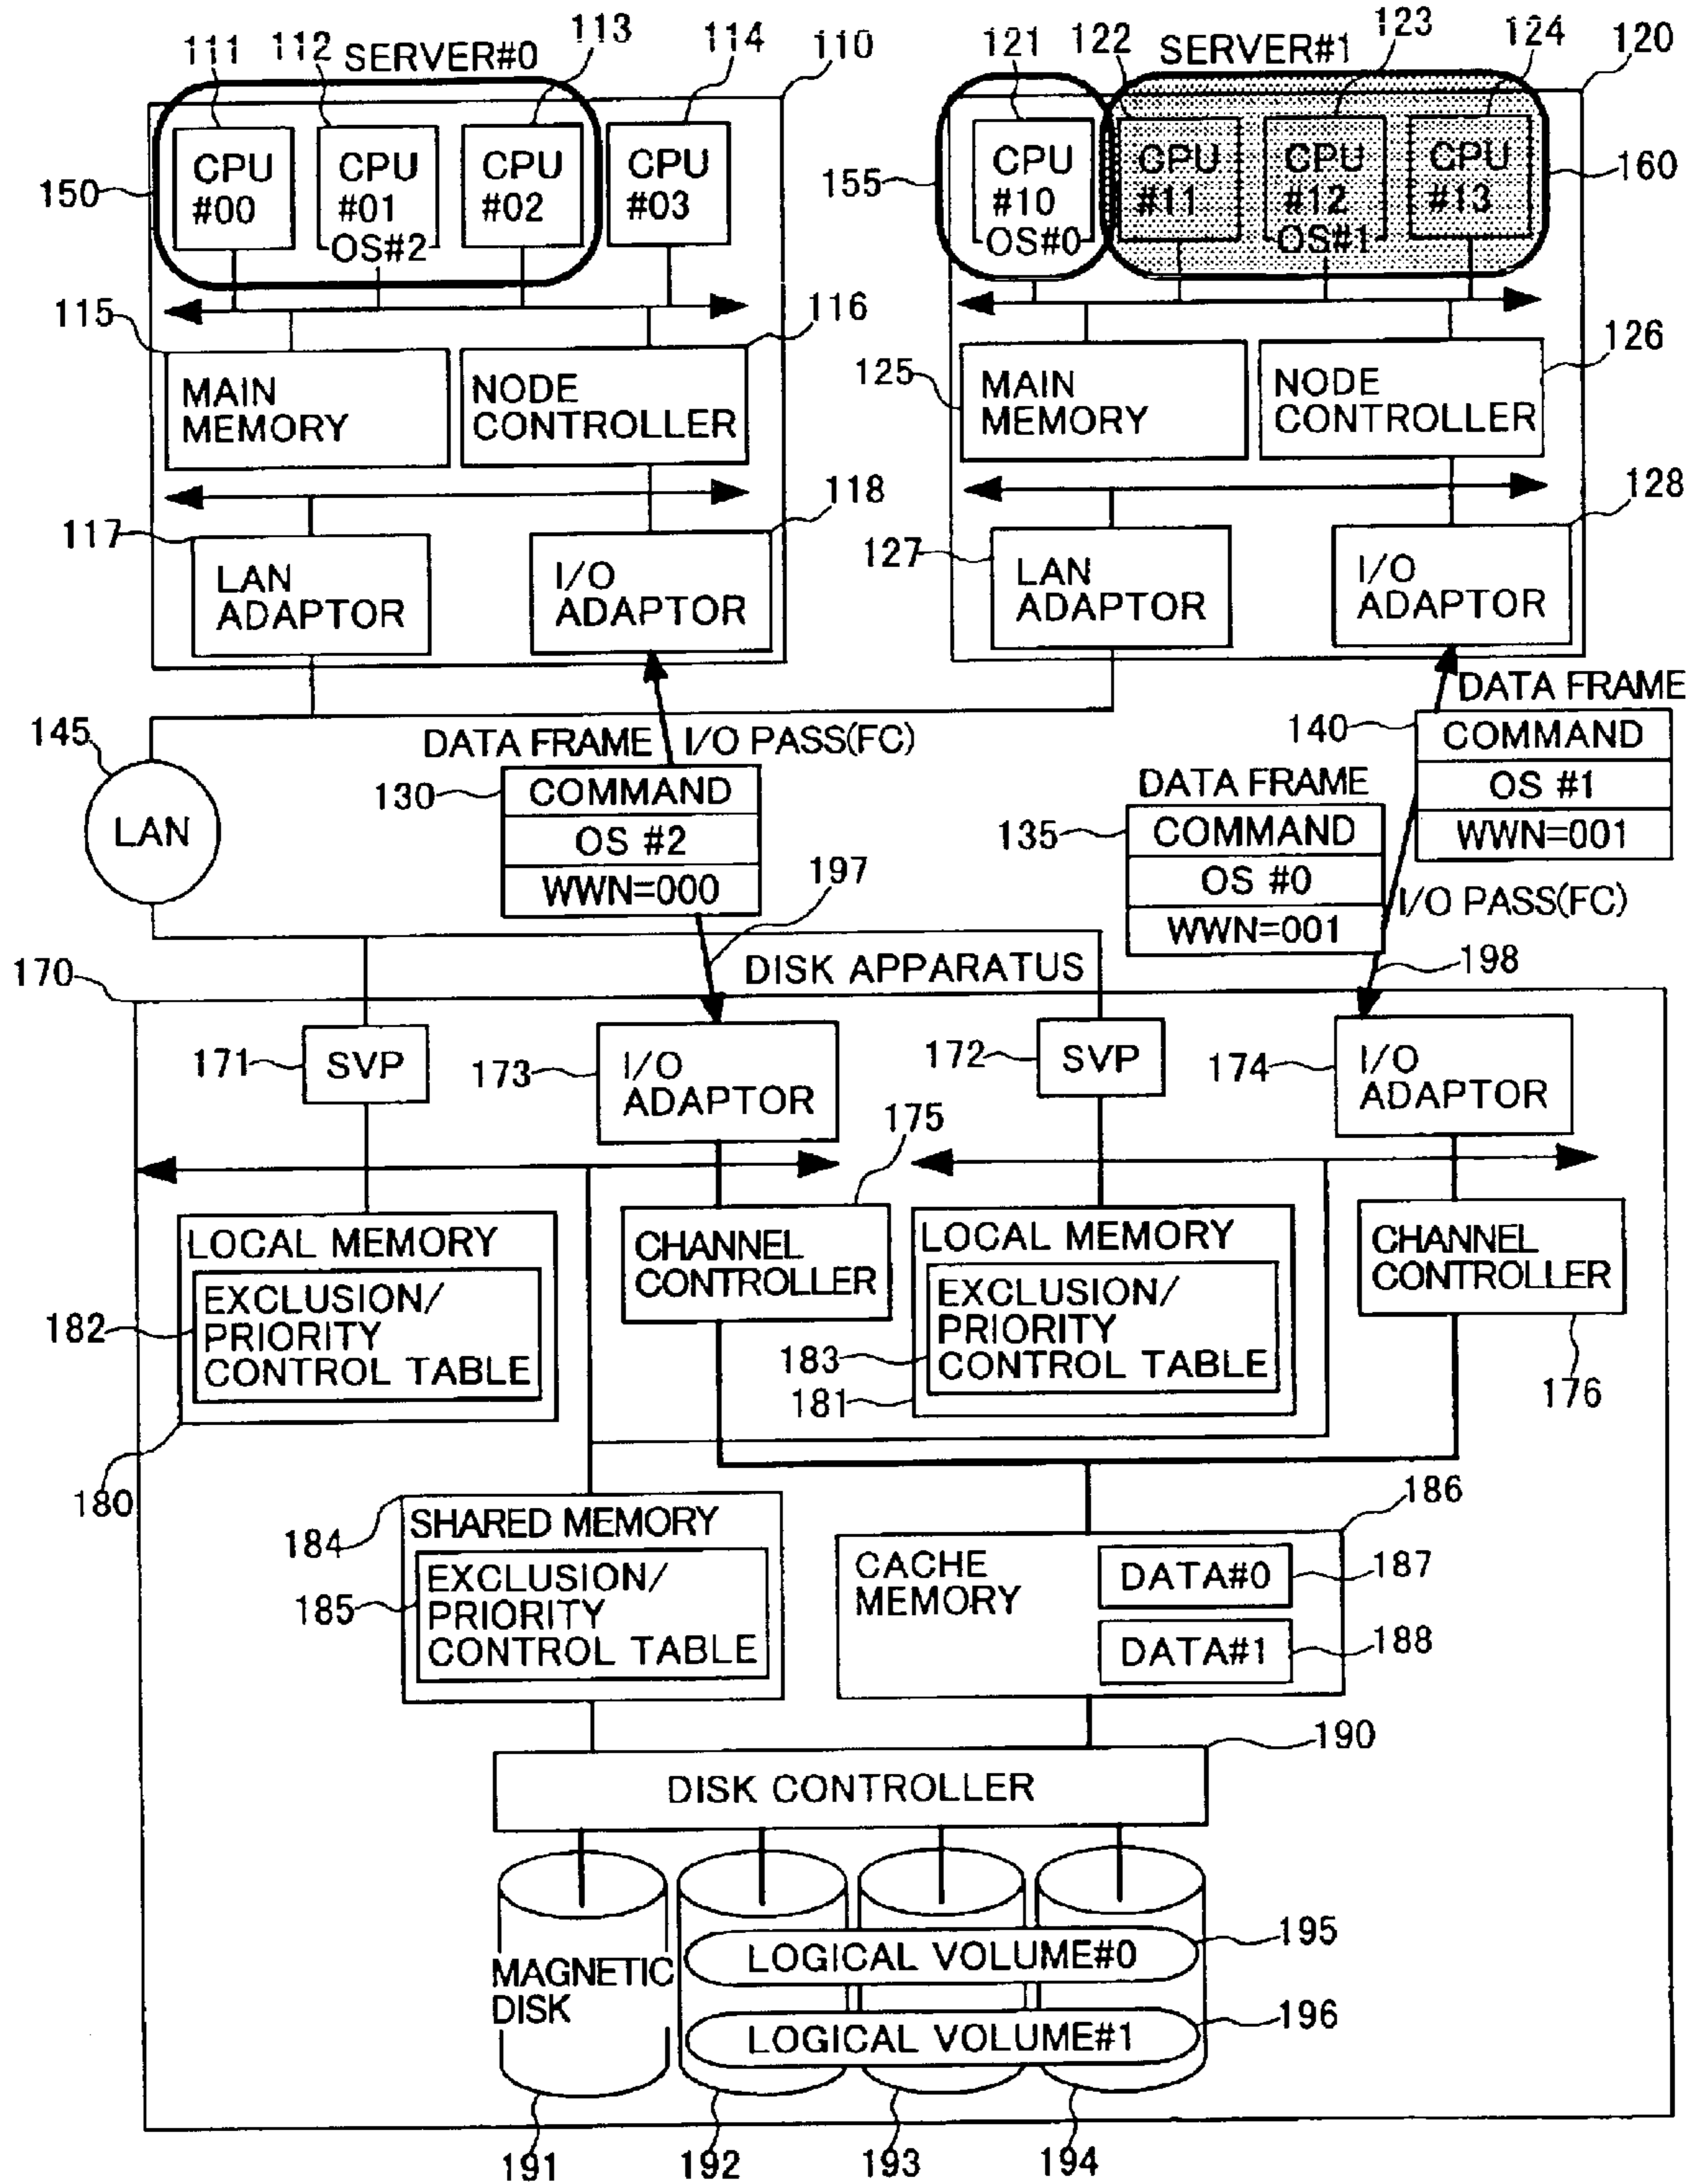 111
112
SERVER#0
113
114
110
121
122
SERVER#1
123
124
120
150
CPU
#00
CPU
#01
OS#2
CPU
#02
CPU
#03
155
CPU
#10
OS#0
CPU
#11
CPU
#12
OS#1
CPU
#13
160
115
116
MAIN
MEMORY
NODE
CONTROLLER
125
MAIN
MEMORY
NODE
CONTROLLER
126
117
118
LAN
ADAPTOR
I/O
ADAPTOR
127
LAN
ADAPTOR
I/O
ADAPTOR
128
145
LAN
DATA FRAME
I/O PASS(FC)
130
COMMAND
OS #2
WWN=000
197
DATA FRAME
135
COMMAND
OS #0
WWN=001
DATA FRAME
140
COMMAND
OS #1
WWN=001
I/O PASS(FC)
198
170
DISK APPARATUS
171
SVP
173
I/O
ADAPTOR
172
SVP
174
I/O
ADAPTOR
175
LOCAL MEMORY
182
EXCLUSION/
PRIORITY
CONTROL TABLE
180
CHANNEL
CONTROLLER
LOCAL MEMORY
EXCLUSION/
PRIORITY
CONTROL TABLE
183
181
CHANNEL
CONTROLLER
176
184
SHARED MEMORY
185
EXCLUSION/
PRIORITY
CONTROL TABLE
186
CACHE
MEMORY
DATA#0
187
DATA#1
188
190
DISK CONTROLLER
MAGNETIC
DISK
LOGICAL VOLUME#0
195
LOGICAL VOLUME#1
196
191
192
193
194